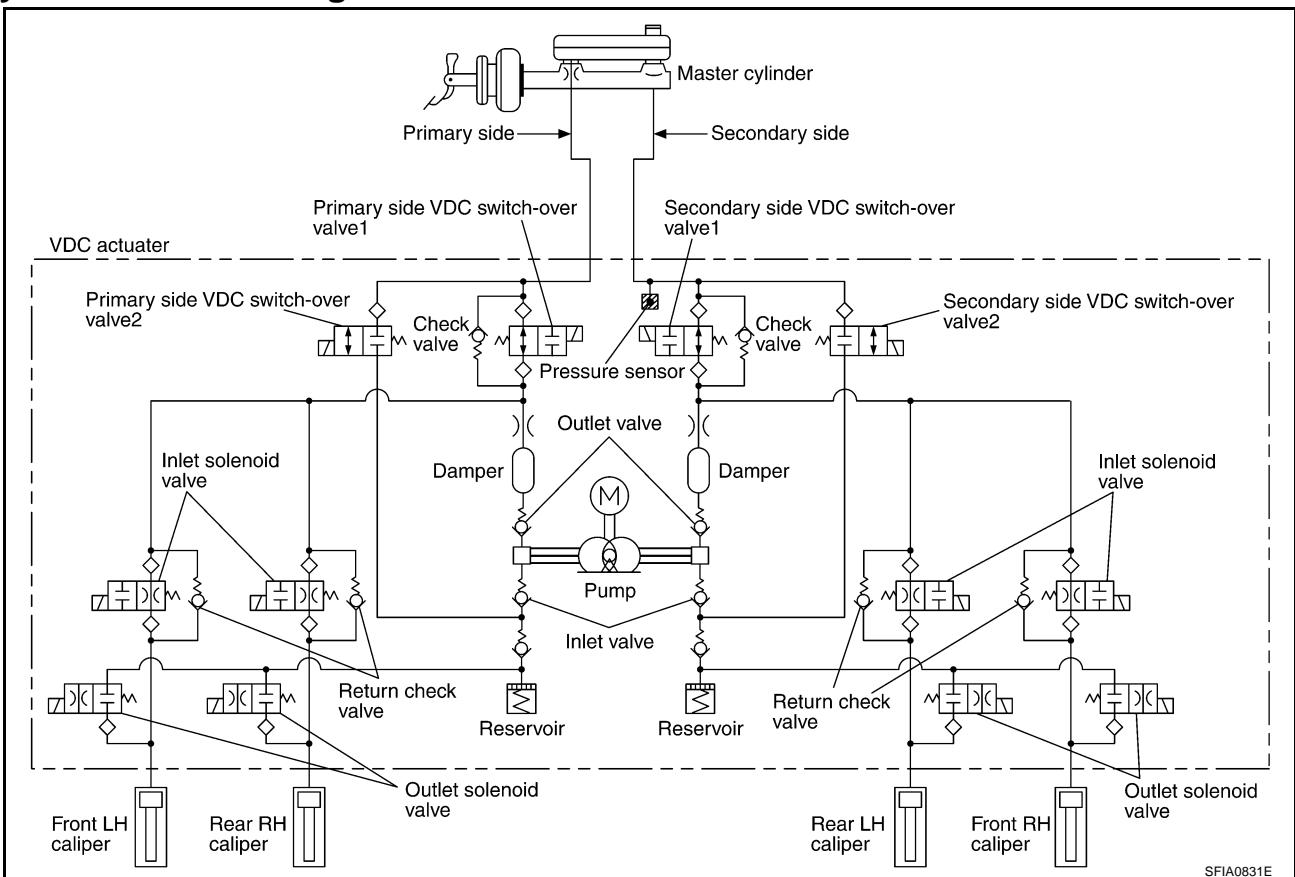 Master cylinder
Primary side
Secondary side
Primary side VDC switch-over
valve1
Secondary side VDC switch-over
valve1
VDC actuater
Primary side VDC switch-over
valve2
Check
valve
Check
valve
Secondary side VDC switch-over
valve2
Pressure sensor
Outlet valve
Inlet solenoid
valve
Damper
M
Damper
Inlet solenoid
valve
Pump
Inlet valve
Return check
valve
Reservoir
Reservoir
Return check
valve
Outlet solenoid
valve
Outlet solenoid
valve
Front LH
caliper
Rear RH
caliper
Rear LH
caliper
Front RH
caliper
SFIA0831E